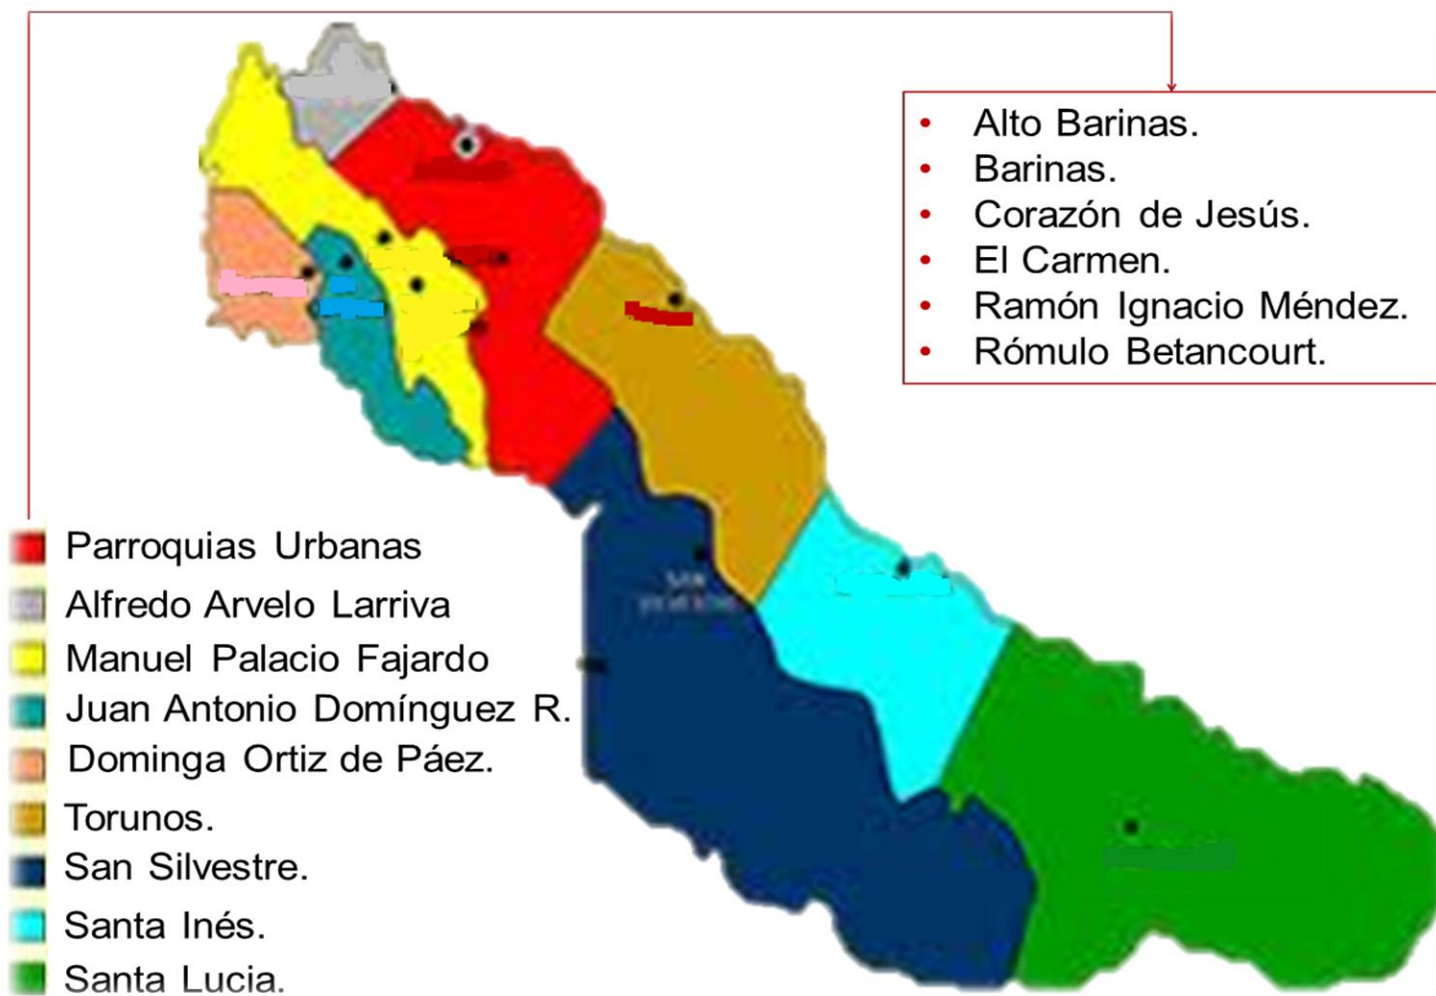 Alto Barinas.
Barinas.
Corazón de Jesús.
El Carmen.
Ramón Ignacio Méndez.
Rómulo Betancourt.
Parroquias Urbanas
Alfredo Arvelo Larriva
Manuel Palacio Fajardo
Juan Antonio Domínguez R.
Dominga Ortiz de Páez.
Torunos.
San Silvestre.
Santa Inés.
Santa Lucia.
SAN